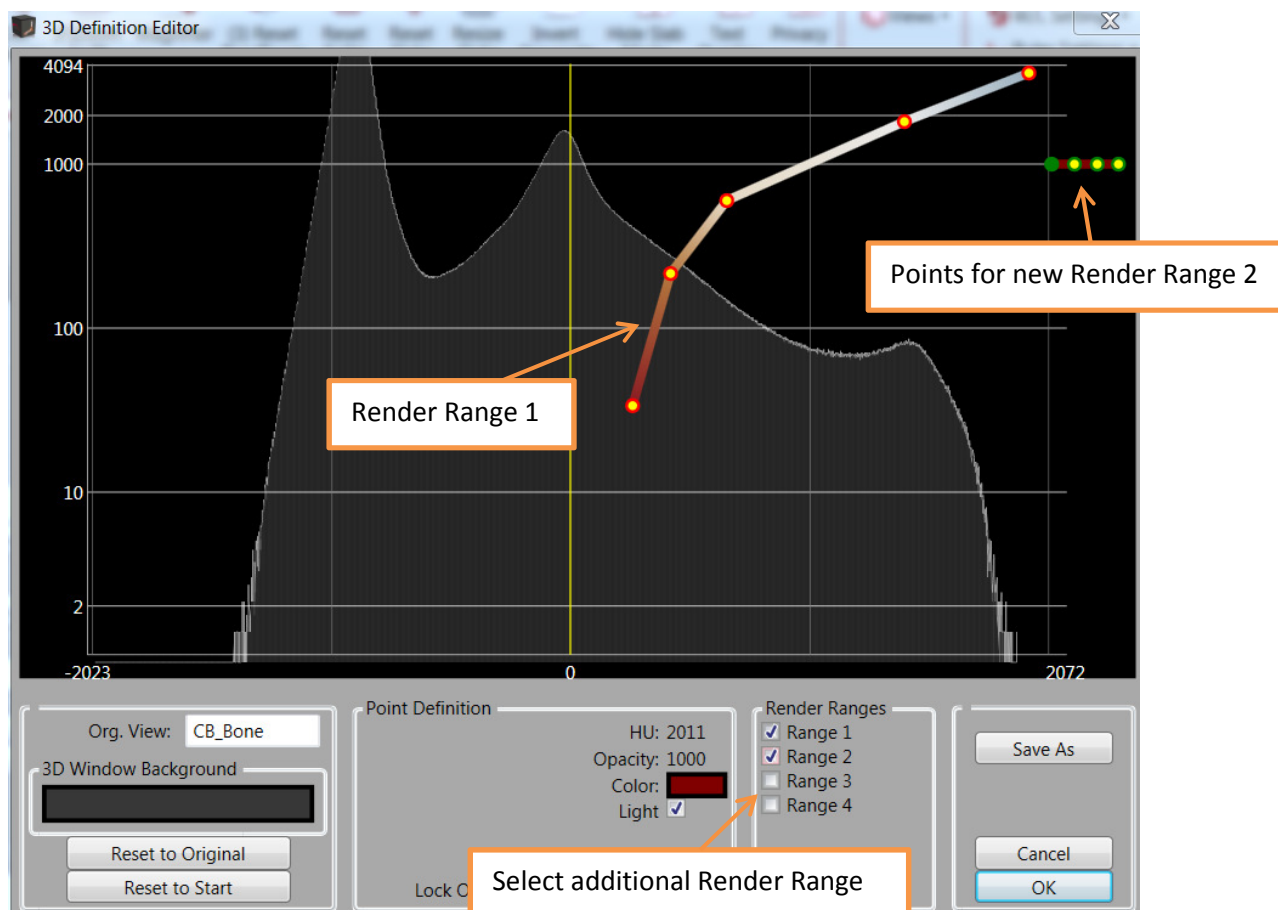 3D Definition Editor
4094
2000
1000
100
10
2
-2023
0
2072
Points for new Render Range 2
Render Range 1
Org. View: CB_Bone
3D Window Background
Reset to Original
Reset to Start
Point Definition
HU: 2011
Opacity: 1000
Color:
Light
Lock O
Render Ranges
Range 1
Range 2
Range 3
Range 4
Select additional Render Range
Save As
Cancel
OK